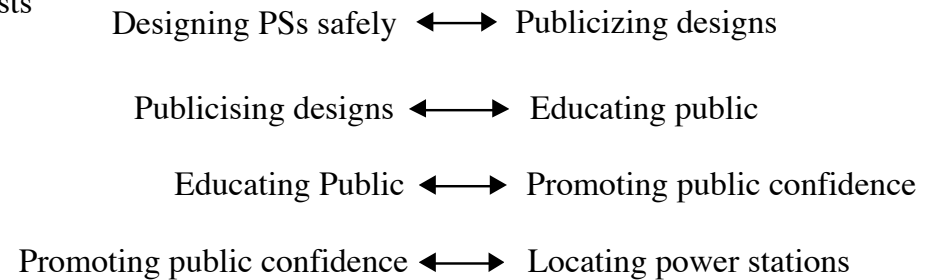 sts
Designing PSs safely ⟷ Publicizing designs
Publicising designs ⟷ Educating public
Educating Public ⟷ Promoting public confidence
Promoting public confidence ⟷ Locating power stations